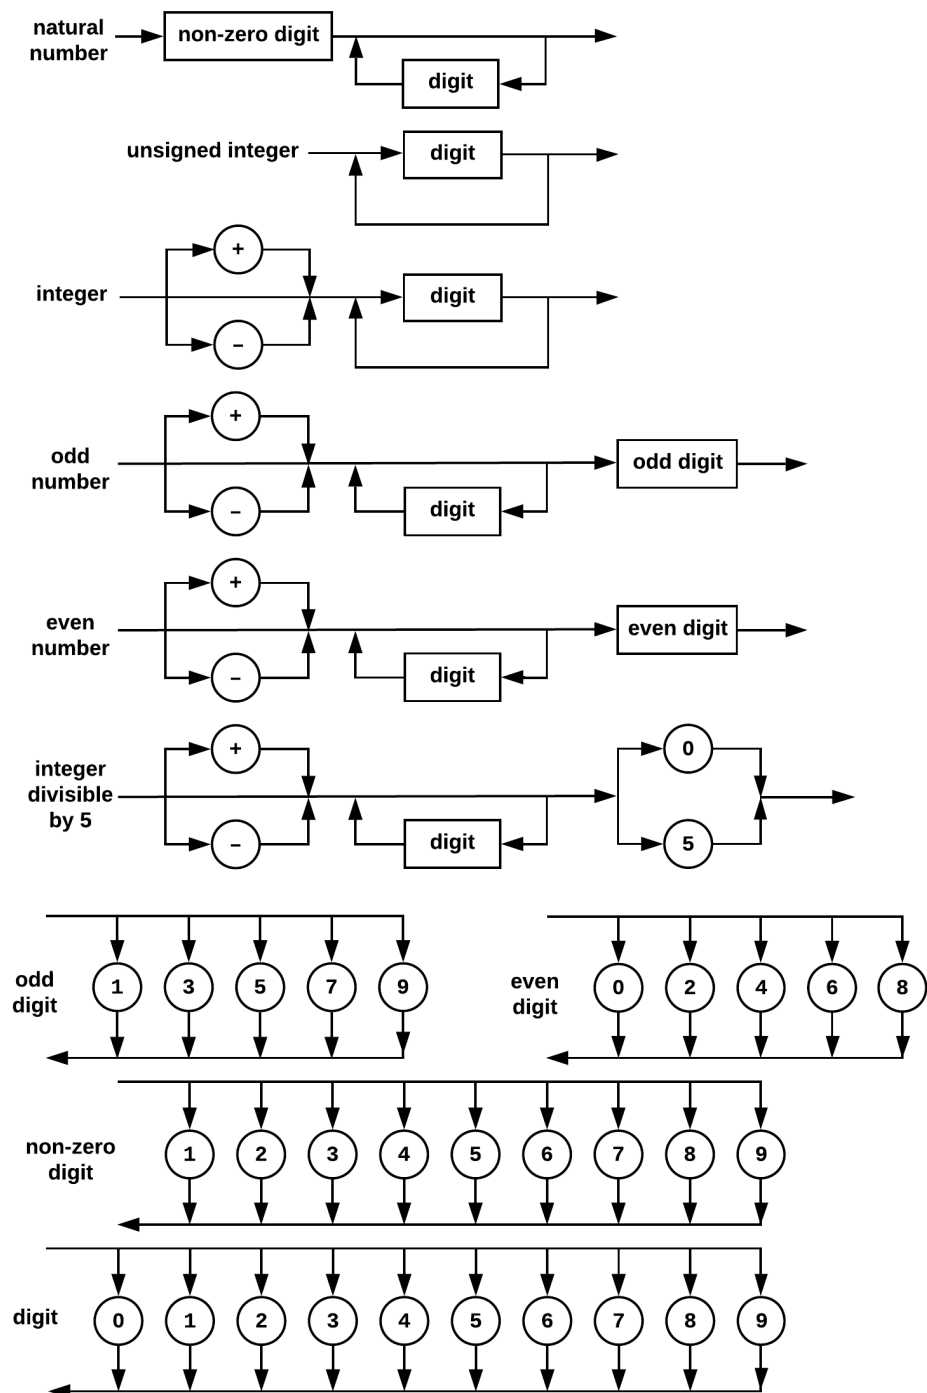 natural
number
non-zero digit
digit
unsigned integer
digit
+
integer
digit
–
+
odd
number
odd digit
digit
–
+
even
number
even digit
digit
–
+
0
integer
divisible
by 5
digit
–
5
odd
digit
1 3 5 7 9
even
digit
0 2 4 6 8
non-zero
digit
1 2 3 4 5 6 7 8 9
digit
0 1 2 3 4 5 6 7 8 9